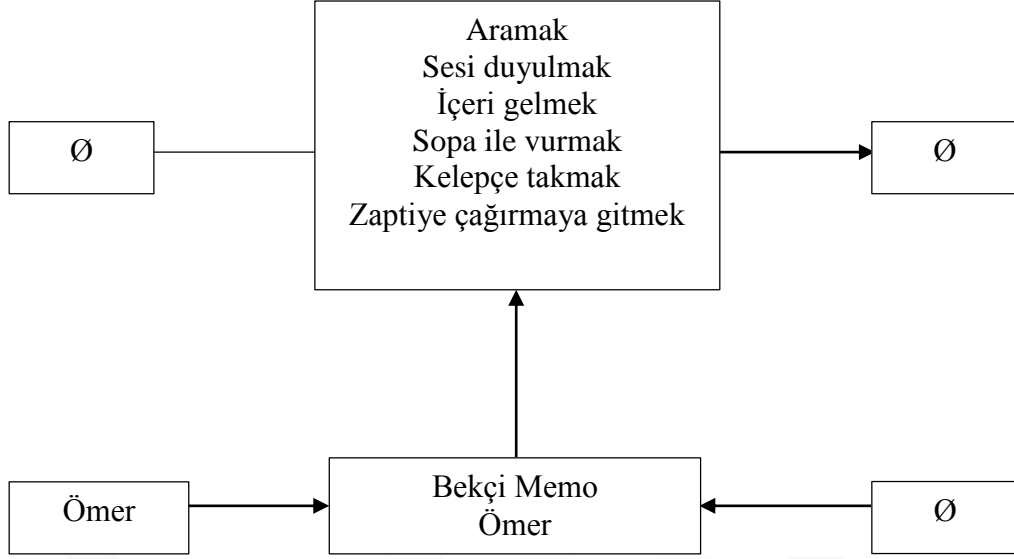 Aramak
Sesi duyulmak
İçeri gelmek
Sopa ile vurmak
Kelepçe takmak
Zaptiye çağırmaya gitmek
Ø
Ø
Ömer
Bekçi Memo
Ömer
Ø